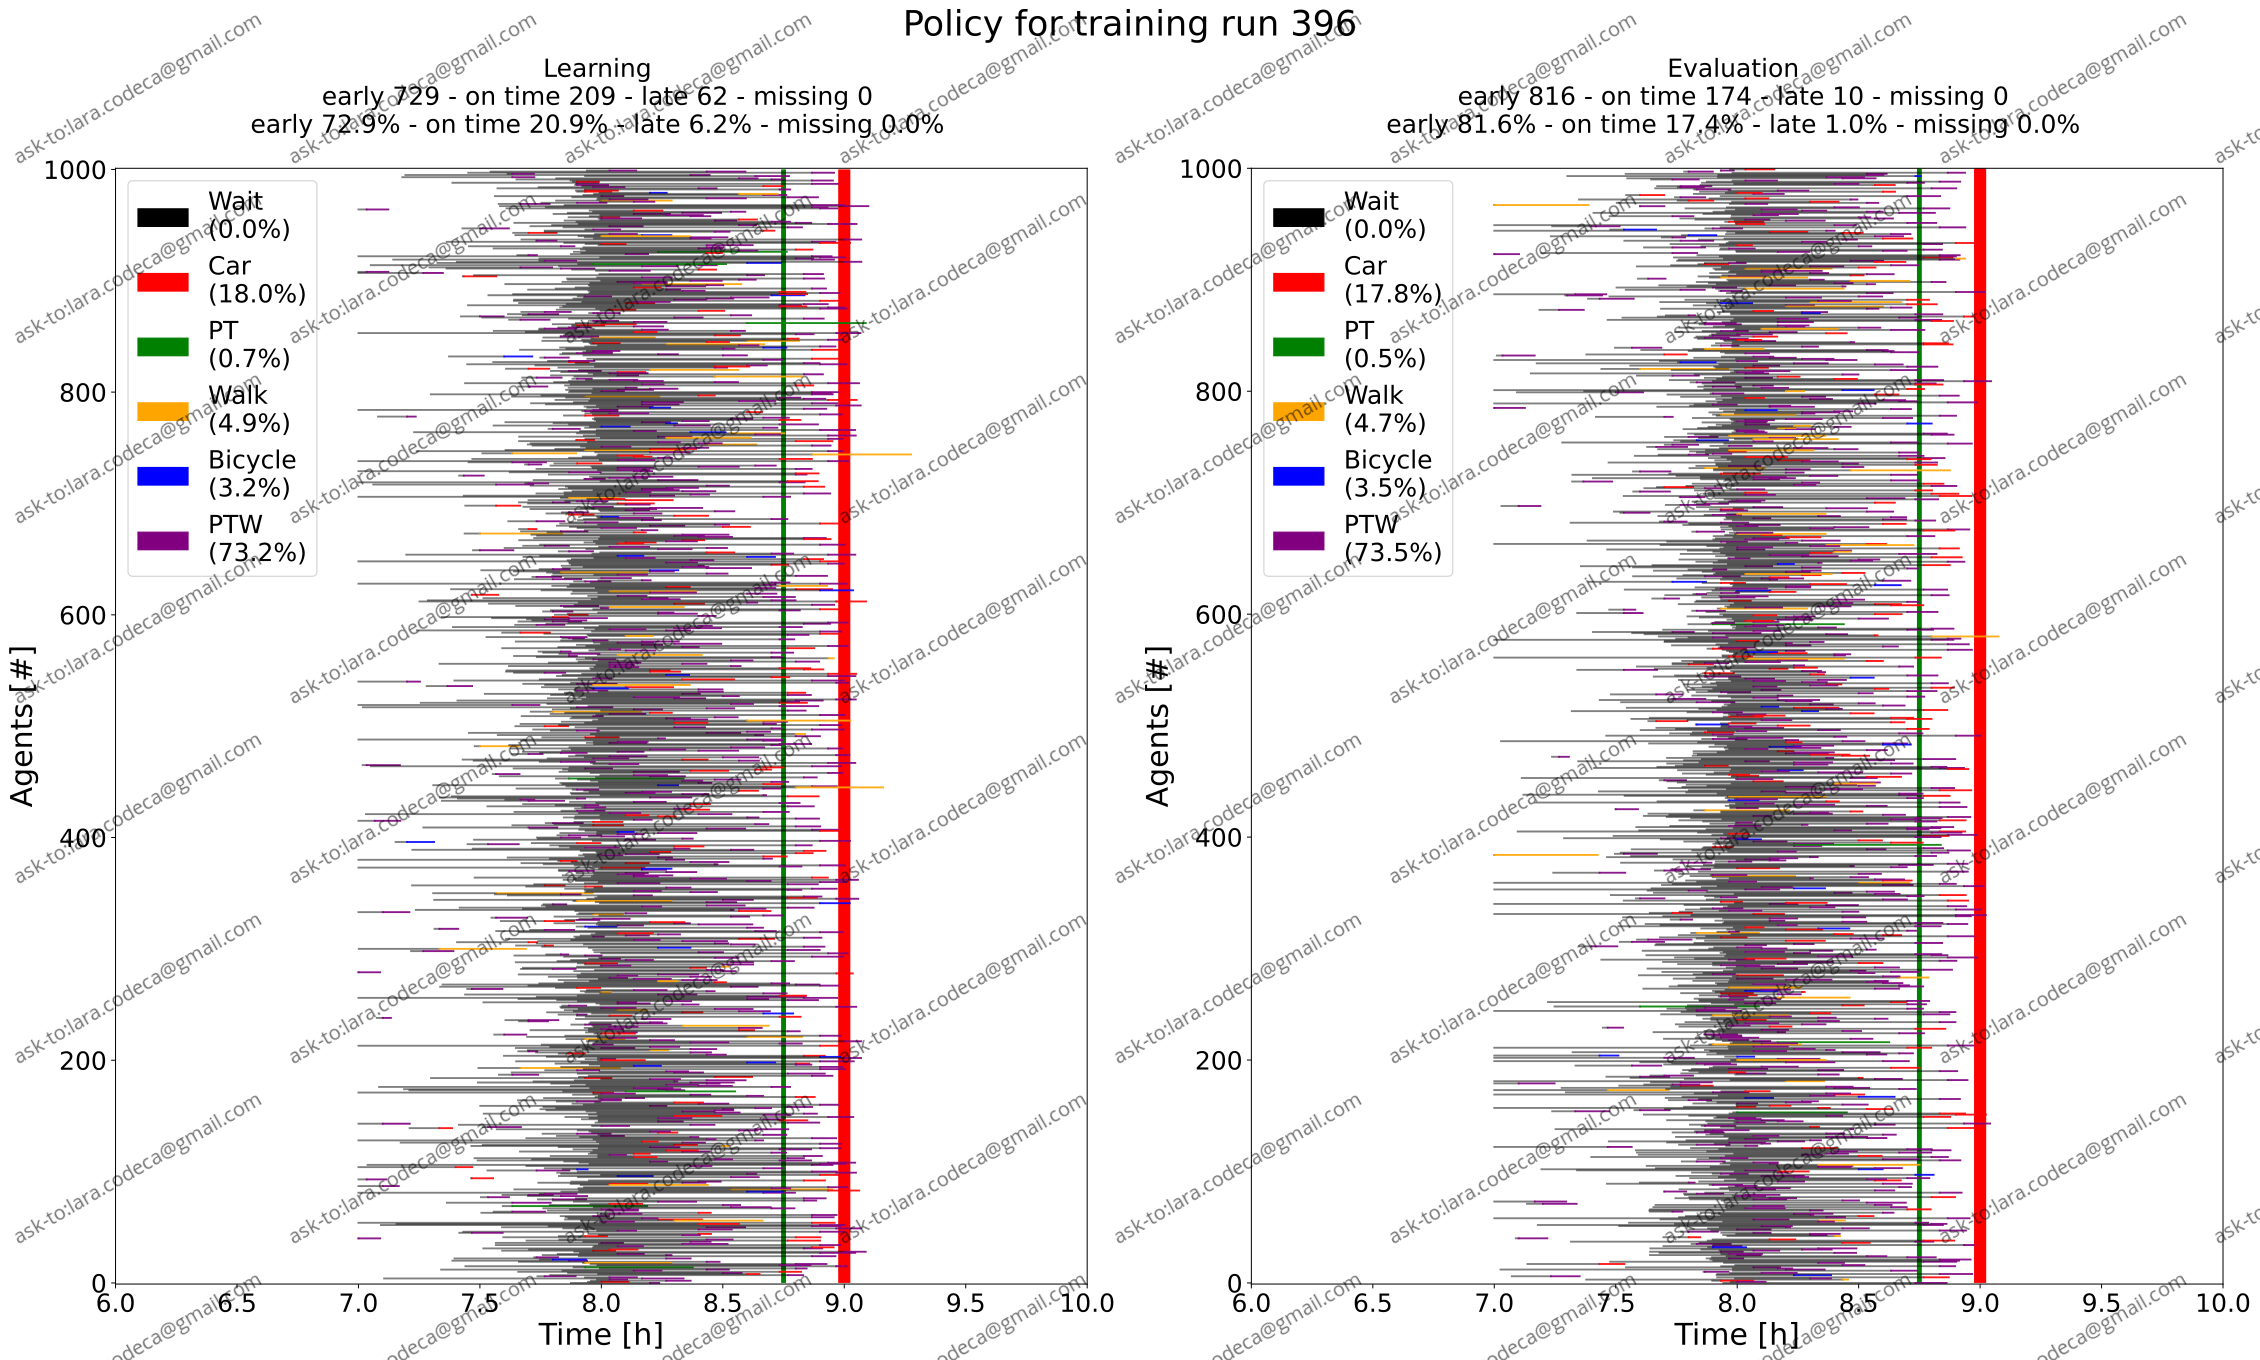 Policy for training run 396
Learning
early 729 - on time 209 - late 62 - missing 0
early 72.9% - on time 20.9% - late 6.2% - missing 0.0%
Wait
(0.0%)
Car
(18.0%)
PT
(0.7%)
Walk
(4.9%)
Bicycle
(3.2%)
PTW
(73.2%)
Agents [#]
1000
800
600
400
200
0
6.0 6.5 7.0 7.5 8.0 8.5 9.0 9.5 10.0
Time [h]
Evaluation
early 816 - on time 174 - late 10 - missing 0
early 81.6% - on time 17.4% - late 1.0% - missing 0.0%
Wait
(0.0%)
Car
(17.8%)
PT
(0.5%)
Walk
(4.7%)
Bicycle
(3.5%)
PTW
(73.5%)
Agents [#]
1000
800
600
400
200
0
6.0 6.5 7.0 7.5 8.0 8.5 9.0 9.5 10.0
Time [h]
ask-to:lara.codeca@gmail.com